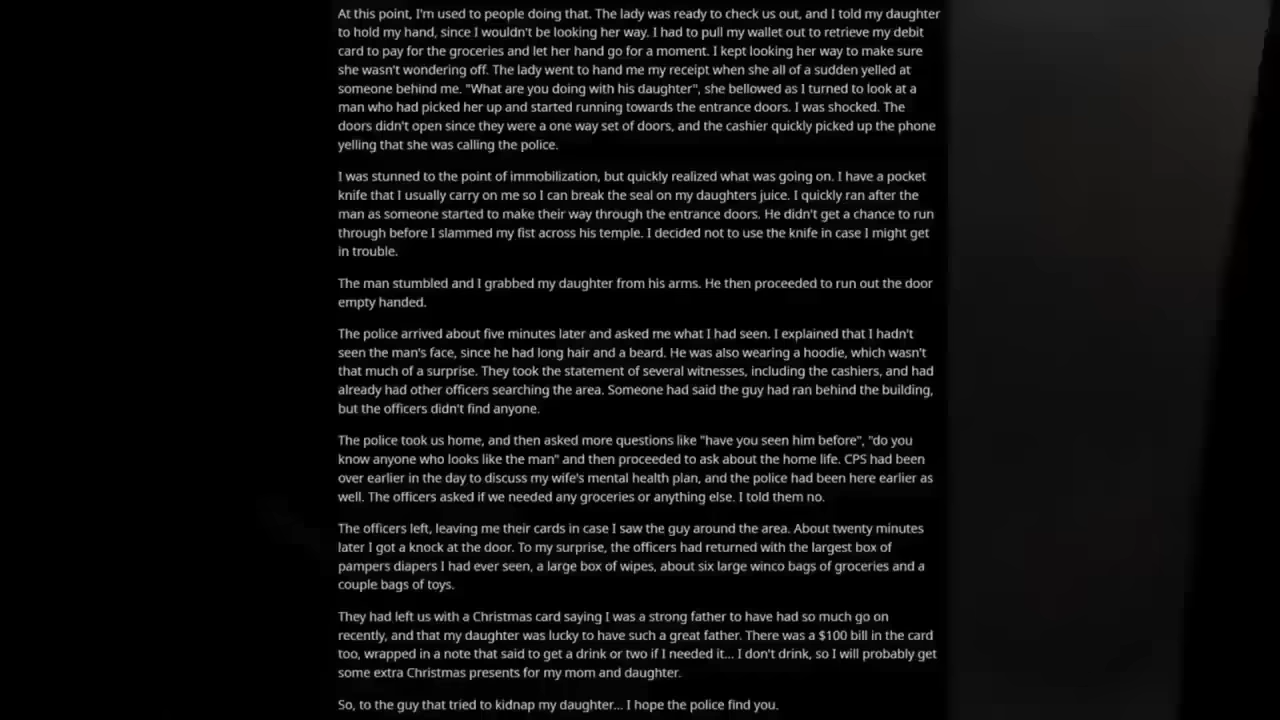 At this point, I'm used to people doing that. The lady was ready to check us out, and I told my daughter
to hold my hand, since I wouldn't be looking her way. I had to pull my wallet out to retrieve my debit
card to pay for the groceries and let her hand go for a moment. I kept looking her way to make sure
she wasn't wondering off. The lady went to hand me my receipt when she all of a sudden yelled at
someone behind me. "What are you doing with his daughter", she bellowed as I turned to look at a
man who had picked her up and started running towards the entrance doors. I was shocked. The
doors didn't open since they were a one way set of doors, and the cashier quickly picked up the phone
yelling that she was calling the police.
I was stunned to the point of immobilization, but quickly realized what was going on. I have a pocket
knife that I usually carry on me so I can break the seal on my daughters juice. I quickly ran after the
man as someone started to make their way through the entrance doors. He didn't get a chance to run
through before I slammed my fist across his temple. I decided not to use the knife in case I might get
in trouble.
The man stumbled and I grabbed my daughter from his arms. He then proceeded to run out the door
empty handed.
The police arrived about five minutes later and asked me what I had seen. I explained that I hadn't
seen the man's face, since he had long hair and a beard. He was also wearing a hoodie, which wasn't
that much of a surprise. They took the statement of several witnesses, including the cashiers, and had
already had other officers searching the area. Someone had said the guy had ran behind the building,
but the officers didn't find anyone.
The police took us home, and then asked more questions like "have you seen him before", "do you
know anyone who looks like the man" and then proceeded to ask about the home life. CPS had been
over earlier in the day to discuss my wife's mental health plan, and the police had been here earlier as
well. The officers asked if we needed any groceries or anything else. I told them no.
The officers left, leaving me their cards in case I saw the guy around the area. About twenty minutes
later I got a knock at the door. To my surprise, the officers had returned with the largest box of
pampers diapers I had ever seen, a large box of wipes, about six large winco bags of groceries and a
couple bags of toys.
They had left us with a Christmas card saying I was a strong father to have had so much go on
recently, and that my daughter was lucky to have such a great father. There was a $100 bill in the card
too, wrapped in a note that said to get a drink or two if I needed it... I don't drink, so I will probably get
some extra Christmas presents for my mom and daughter.
So, to the guy that tried to kidnap my daughter... I hope the police find you.